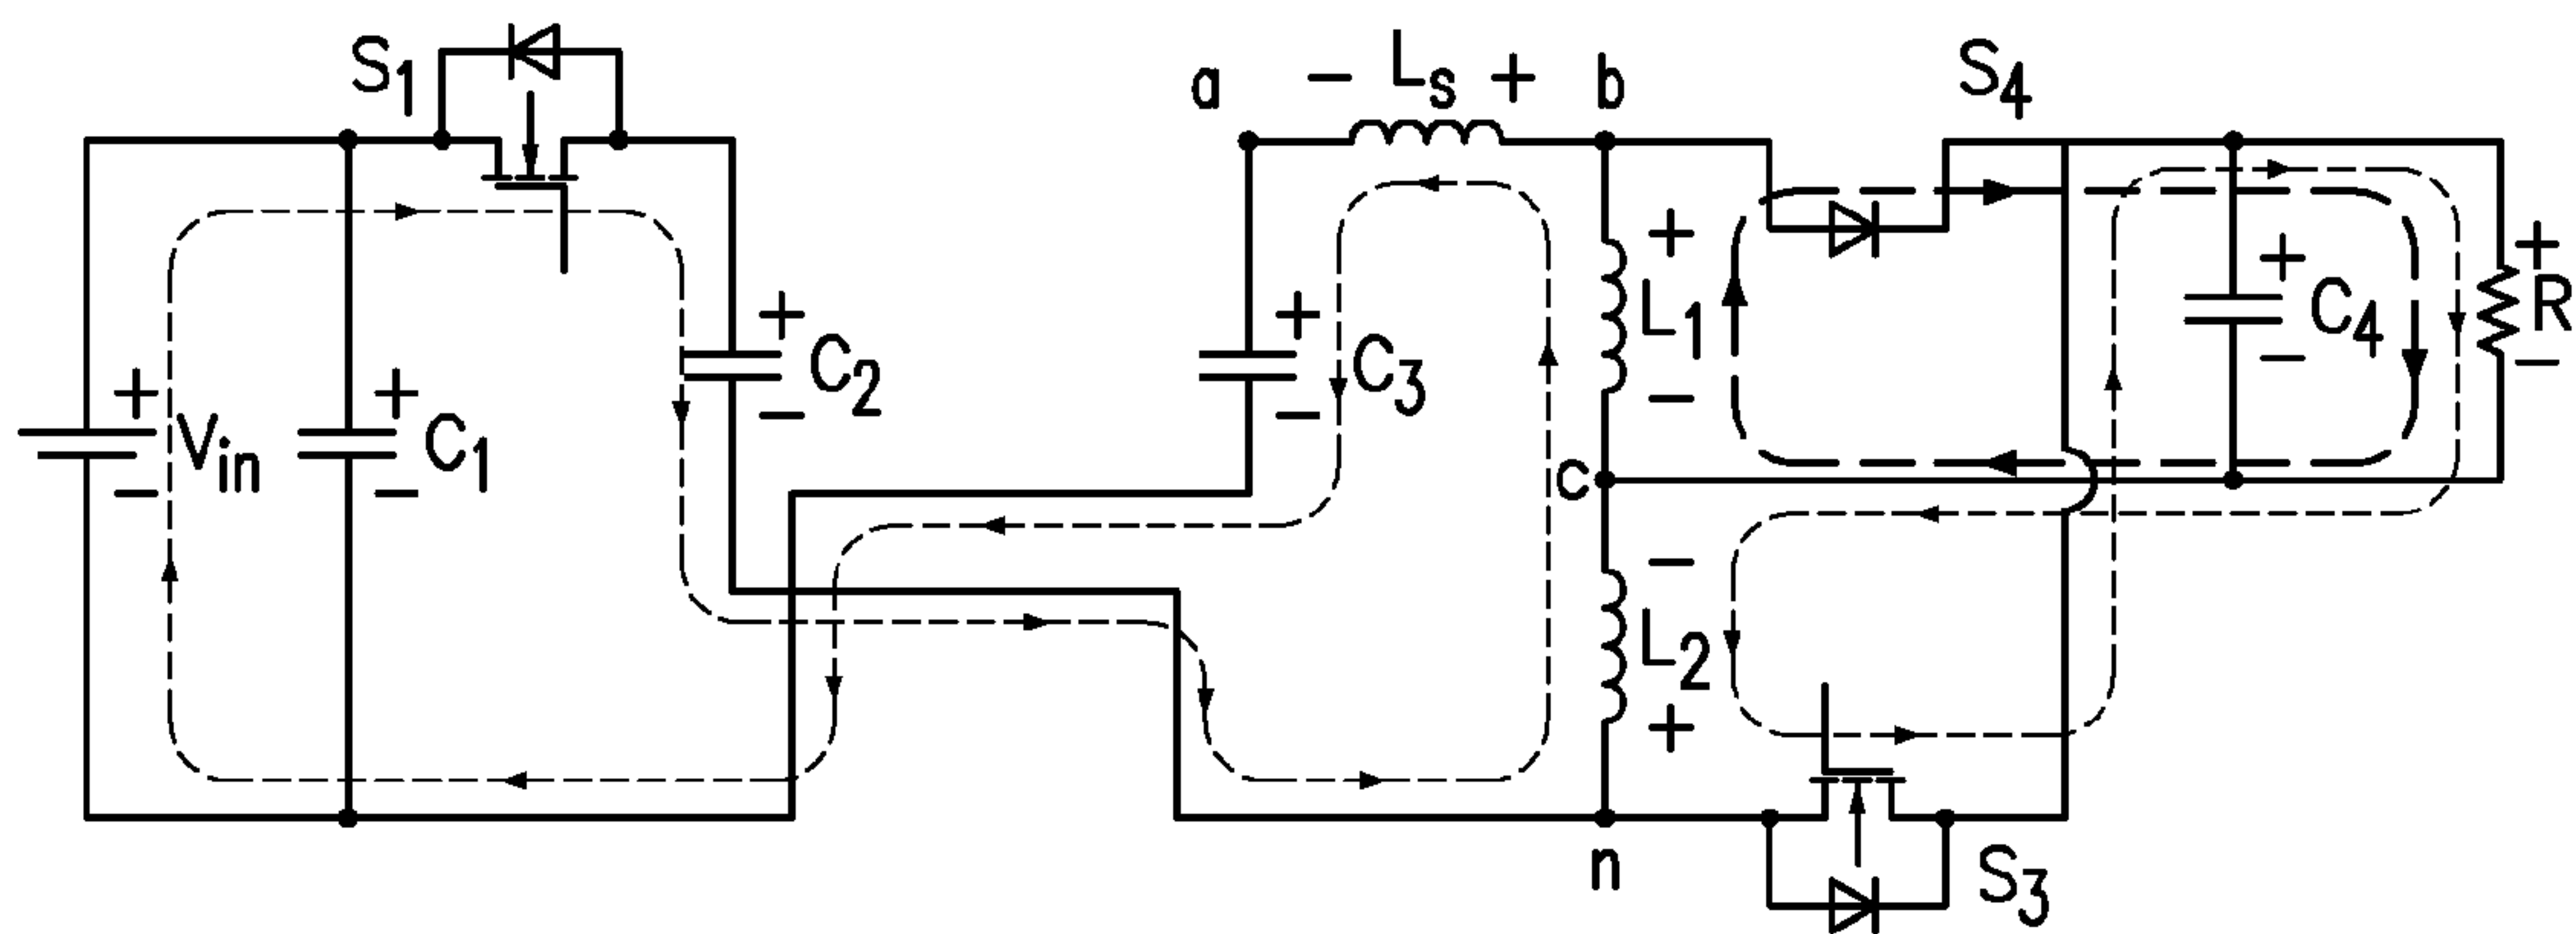 S1
a − Ls + b
S4
+ Vin −
+ C1 −
+ C2 −
+ C3 −
+ L1 −
c
− L2 +
+ C4 −
+ R −
n
S3